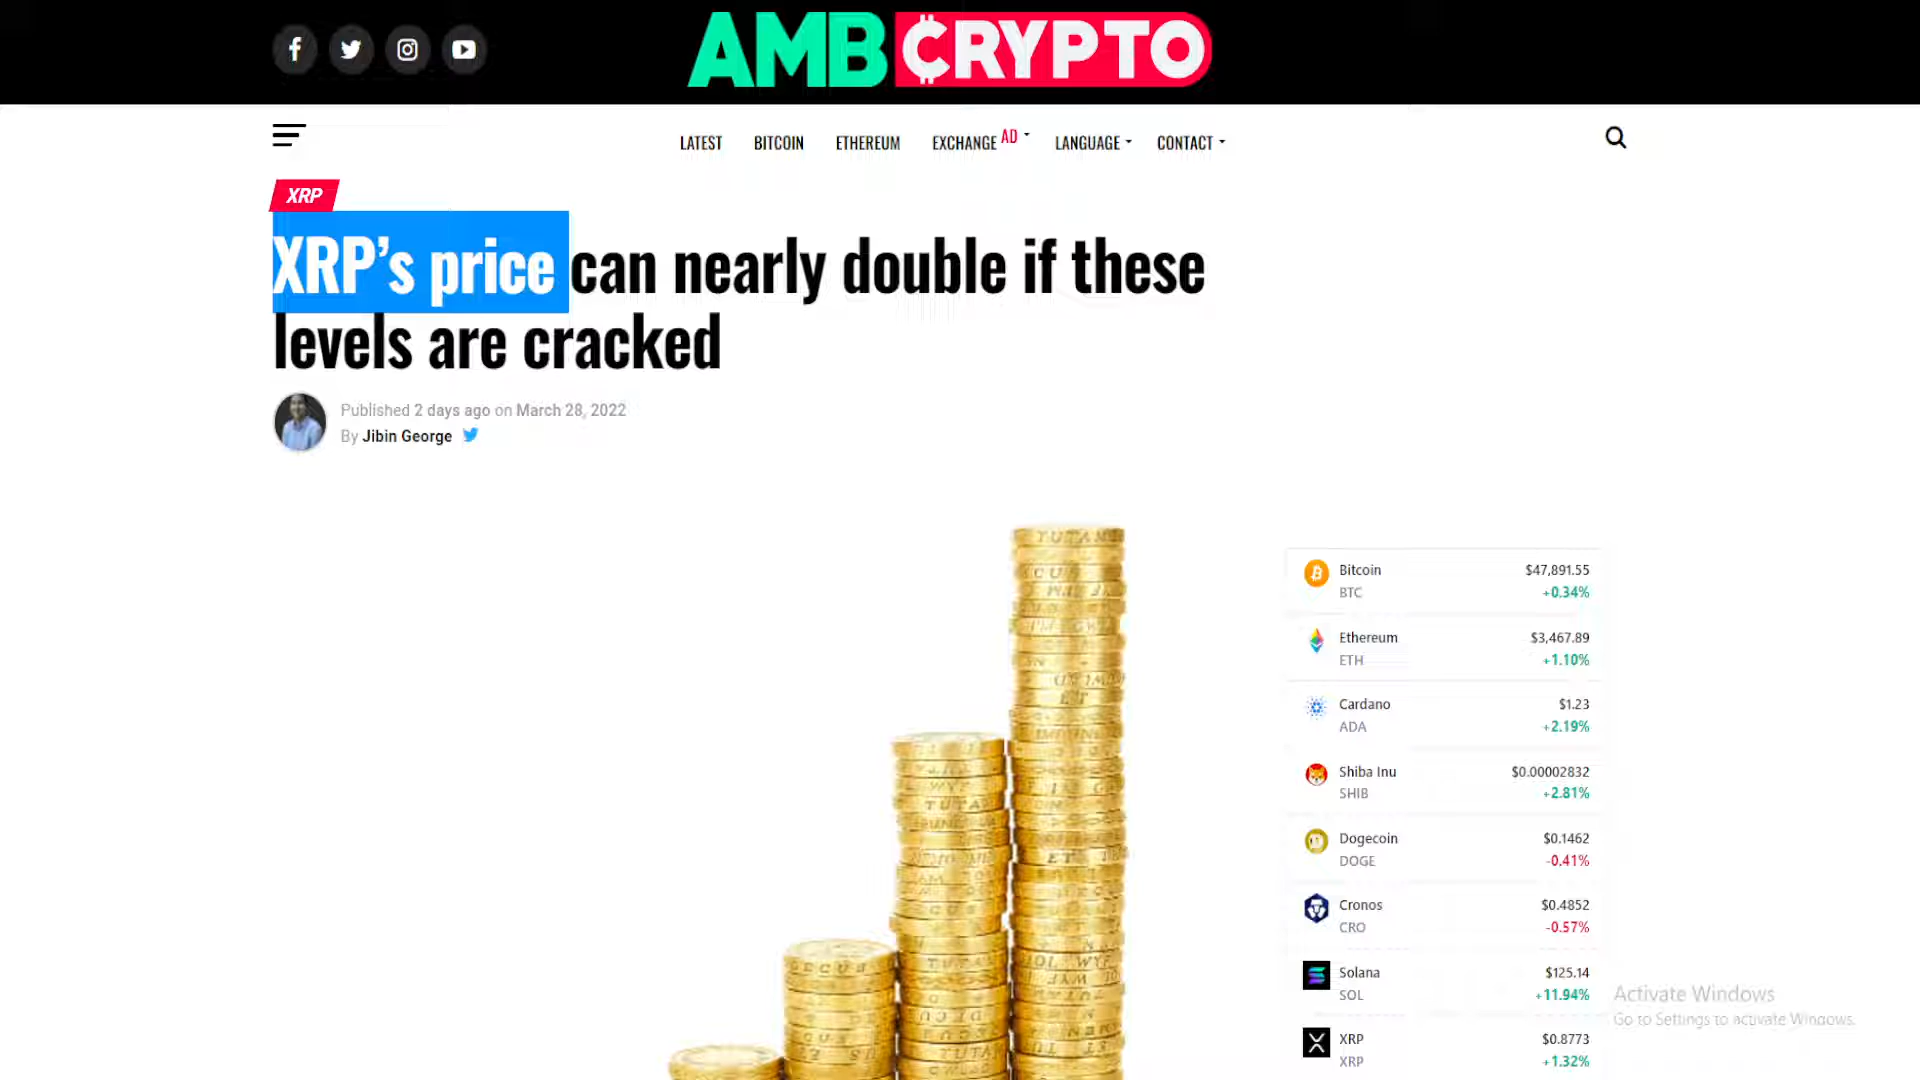 AMBCRYPTO
LATEST BITCOIN ETHEREUM EXCHANGE AD LANGUAGE CONTACT
XRP
XRP’s price can nearly double if these
levels are cracked
Published 2 days ago on March 28, 2022
By Jibin George
Bitcoin $47,891.55
BTC +0.34%
Ethereum $3,467.89
ETH +1.10%
Cardano $1.23
ADA +2.19%
Shiba Inu $0.00002832
SHIB +2.81%
Dogecoin $0.1462
DOGE -0.41%
Cronos $0.4852
CRO -0.57%
Solana $125.14
SOL +11.94%
XRP $0.8773
XRP +1.32%
Activate Windows
Go to Settings to activate Windows.